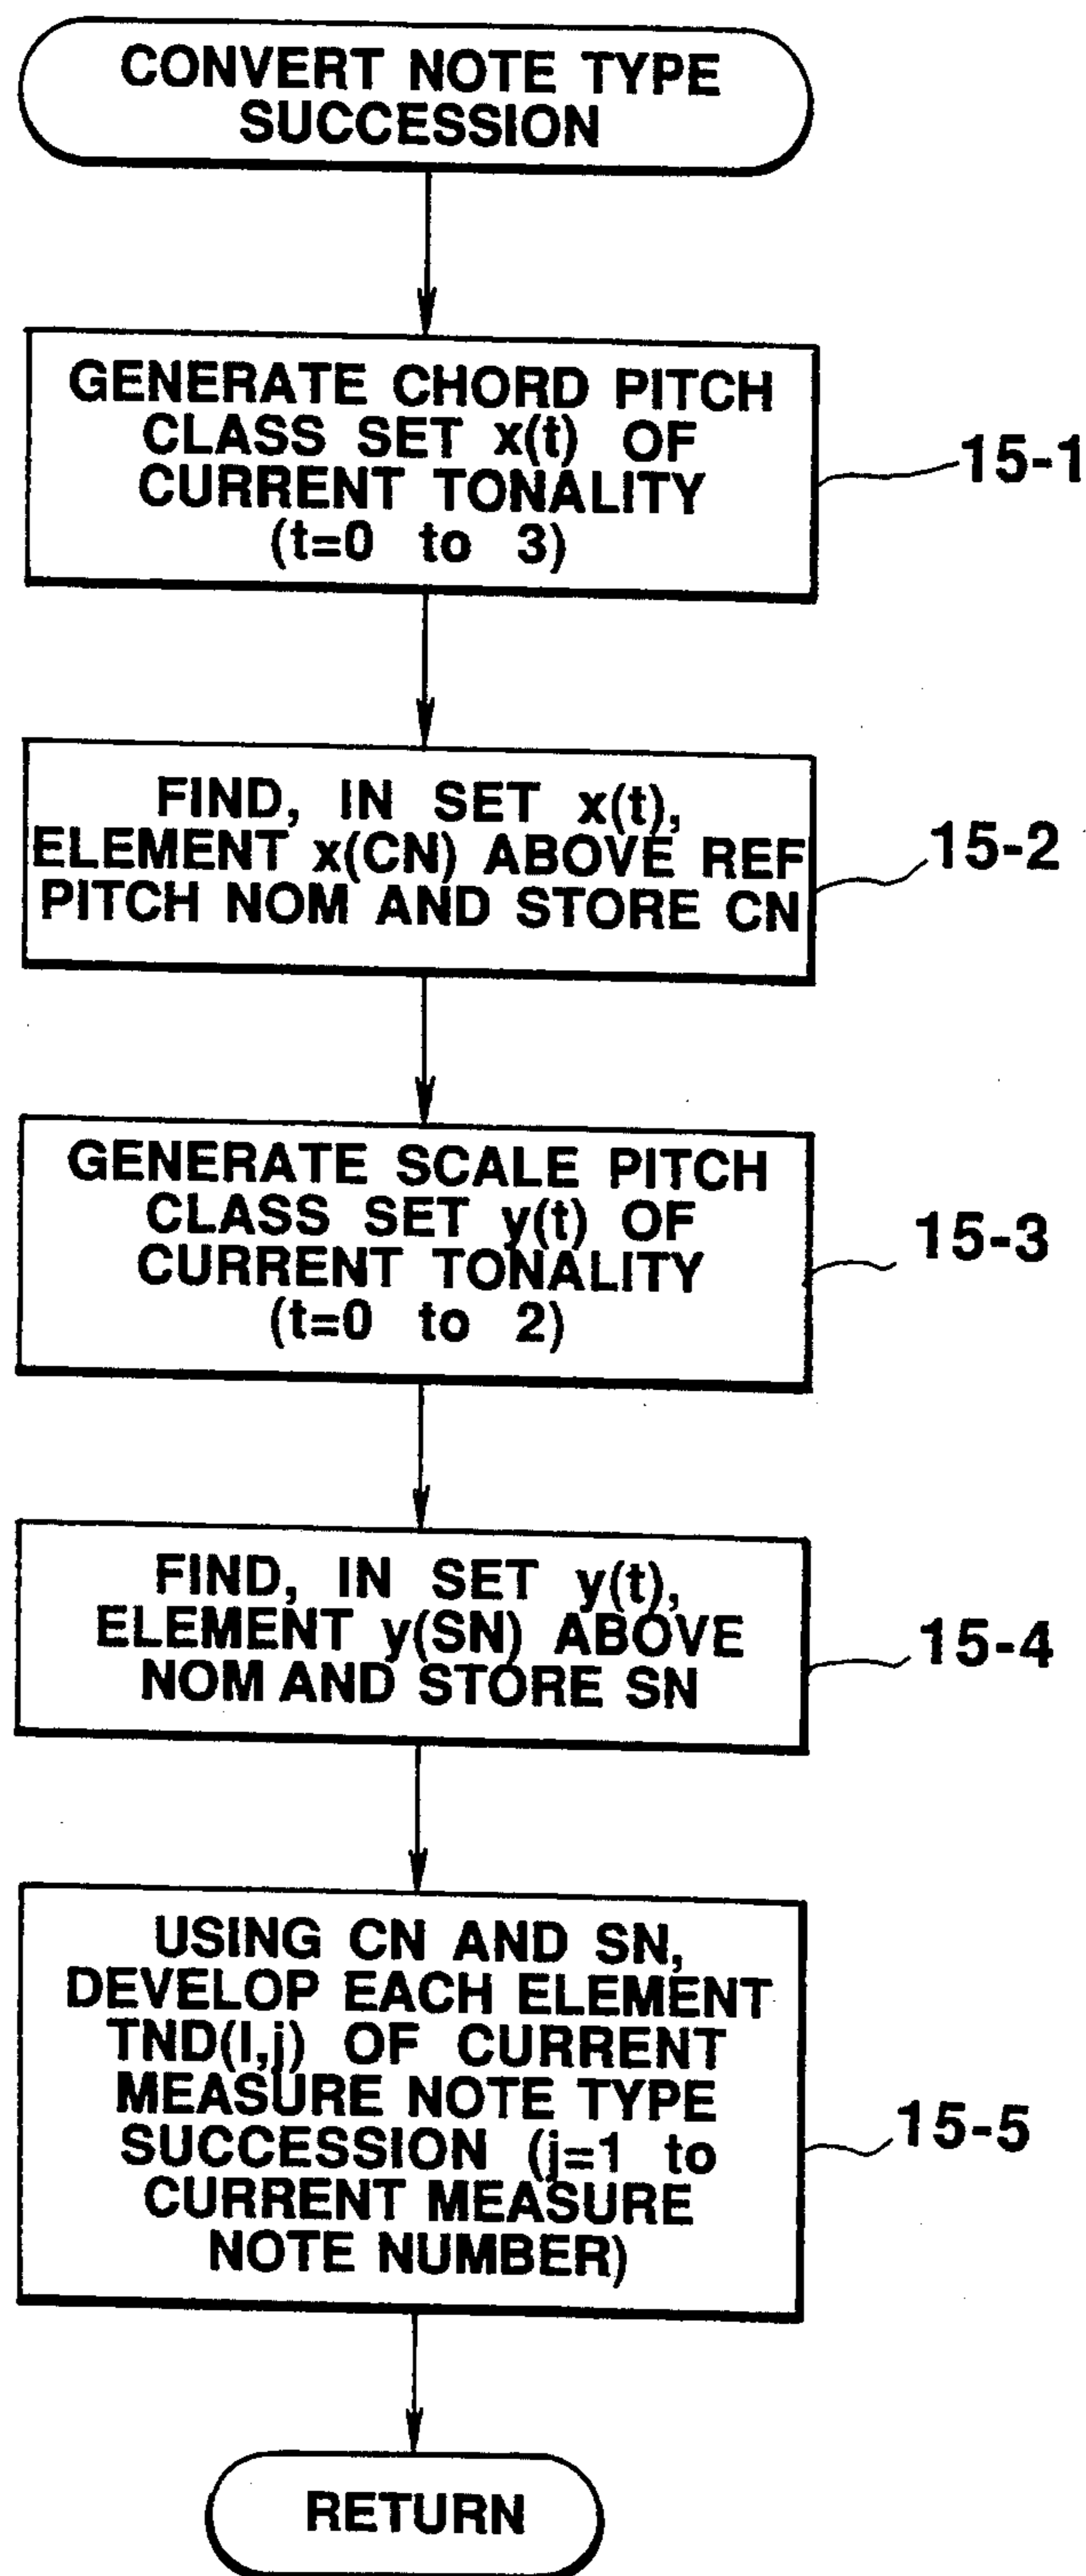 CONVERT NOTE TYPE
SUCCESSION
GENERATE CHORD PITCH
CLASS SET x(t) OF
CURRENT TONALITY
(t=0 to 3)
15-1
FIND, IN SET x(t),
ELEMENT x(CN) ABOVE REF
PITCH NOM AND STORE CN
15-2
GENERATE SCALE PITCH
CLASS SET y(t) OF
CURRENT TONALITY
(t=0 to 2)
15-3
FIND, IN SET y(t),
ELEMENT y(SN) ABOVE
NOM AND STORE SN
15-4
USING CN AND SN,
DEVELOP EACH ELEMENT
TND(I,j) OF CURRENT
MEASURE NOTE TYPE
SUCCESSION (j=1 to
CURRENT MEASURE
NOTE NUMBER)
15-5
RETURN